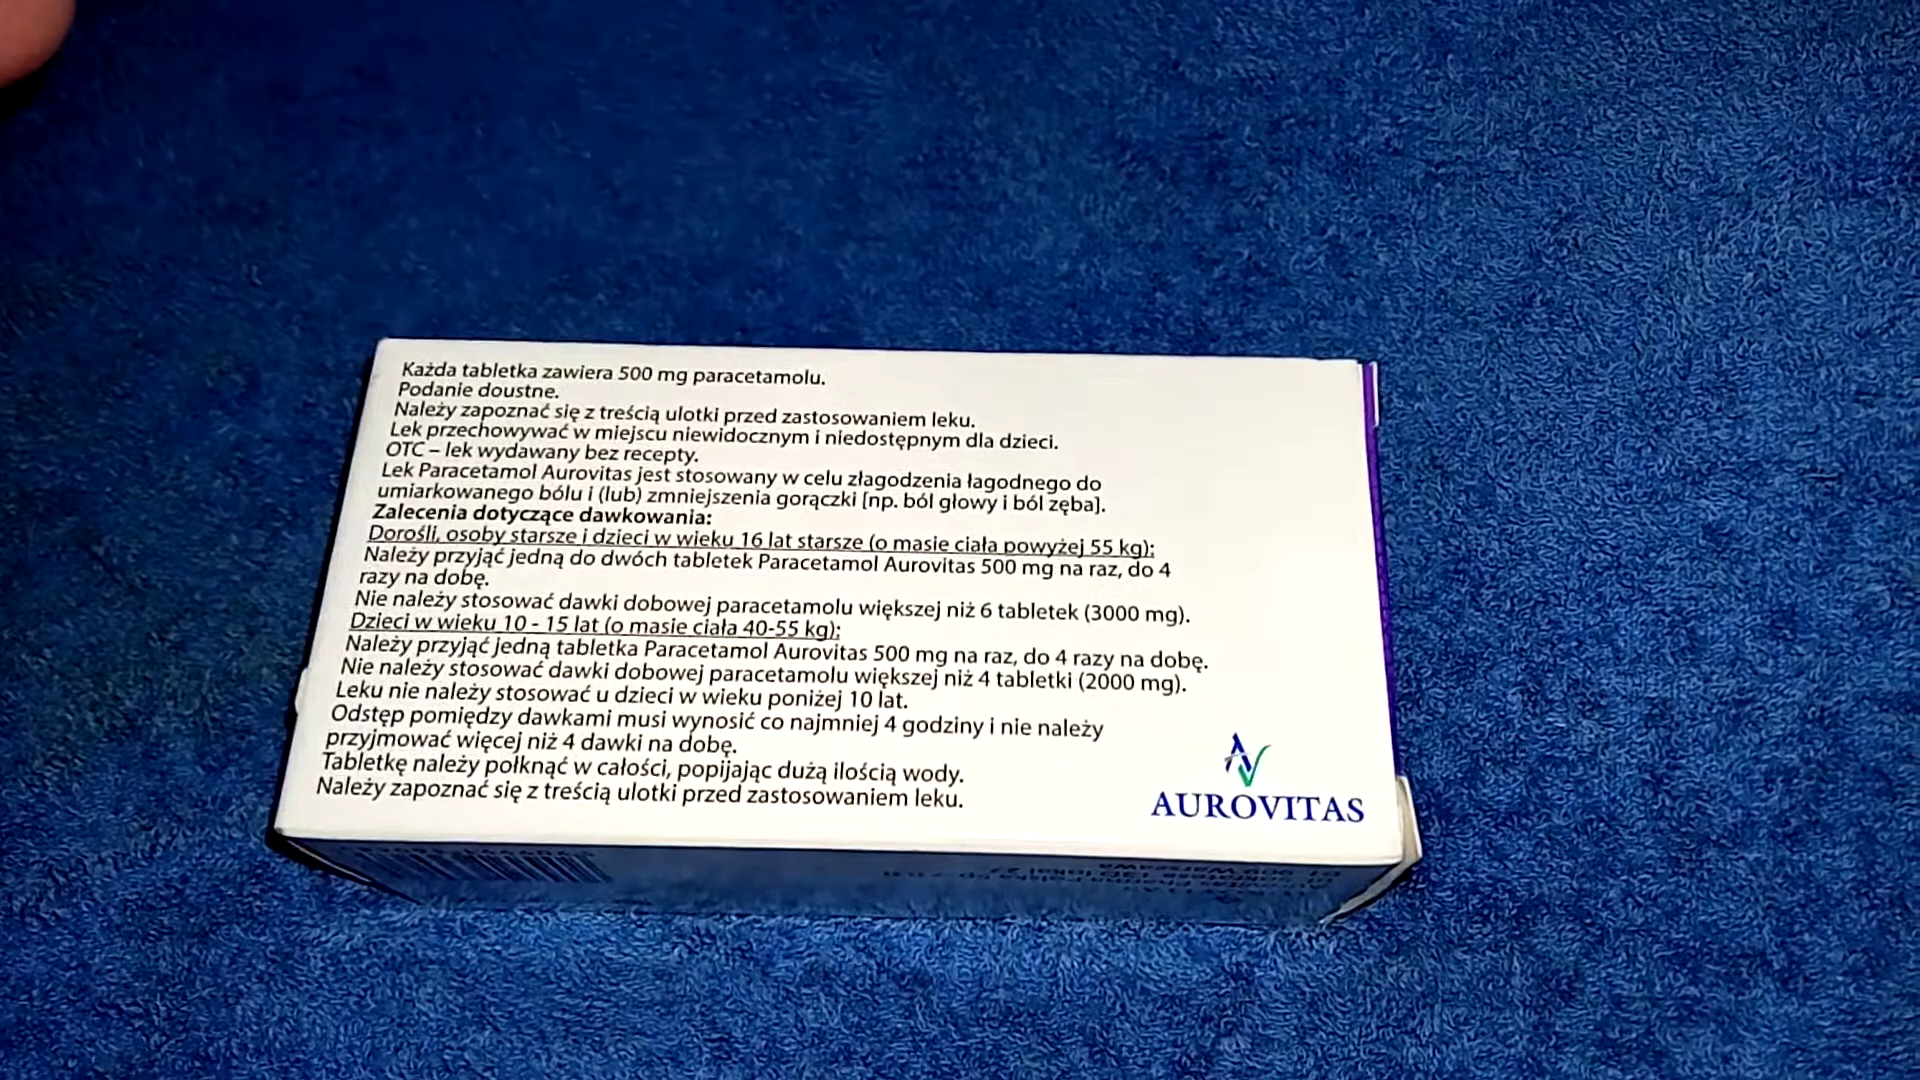 Każda tabletka zawiera 500 mg paracetamolu.
Podanie doustne.
Należy zapoznać się z treścią ulotki przed zastosowaniem leku.
Lek przechowywać w miejscu niewidocznym i niedostępnym dla dzieci.
OTC – lek wydawany bez recepty.
Lek Paracetamol Aurovitas jest stosowany w celu złagodzenia łagodnego do
umiarkowanego bólu i (lub) zmniejszenia gorączki [np. ból głowy i ból zęba].
Zalecenia dotyczące dawkowania:
Dorośli, osoby starsze i dzieci w wieku 16 lat starsze (o masie ciała powyżej 55 kg):
Należy przyjąć jedną do dwóch tabletek Paracetamol Aurovitas 500 mg na raz, do 4
razy na dobę.
Nie należy stosować dawki dobowej paracetamolu większej niż 6 tabletek (3000 mg).
Dzieci w wieku 10 - 15 lat (o masie ciała 40-55 kg):
Należy przyjąć jedną tabletka Paracetamol Aurovitas 500 mg na raz, do 4 razy na dobę.
Nie należy stosować dawki dobowej paracetamolu większej niż 4 tabletki (2000 mg).
Leku nie należy stosować u dzieci w wieku poniżej 10 lat.
Odstęp pomiędzy dawkami musi wynosić co najmniej 4 godziny i nie należy
przyjmować więcej niż 4 dawki na dobę.
Tabletkę należy połknąć w całości, popijając dużą ilością wody.
Należy zapoznać się z treścią ulotki przed zastosowaniem leku.
AUROVITAS